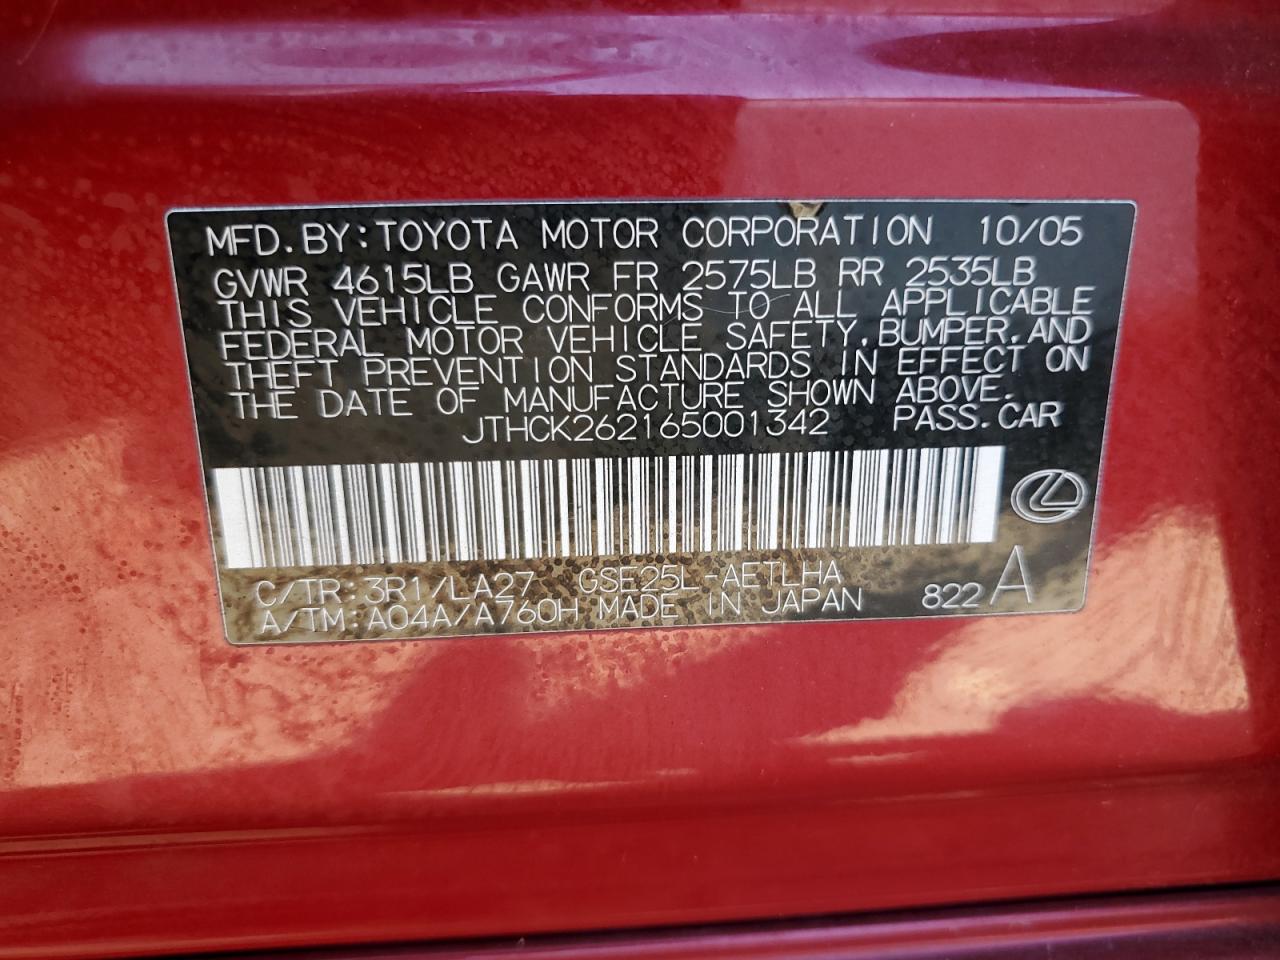 MFD.BY:TOYOTA MOTOR CORPORATION 10/05
GVWR 4615LB GAWR FR 2575LB RR 2535LB
THIS VEHICLE CONFORMS TO ALL APPLICABLE
FEDERAL MOTOR VEHICLE SAFETY,BUMPER,AND
THEFT PREVENTION STANDARDS IN EFFECT ON
THE DATE OF MANUFACTURE SHOWN ABOVE.
JTHCK262165001342 PASS.CAR
C/TR:3R1/LA27 GSE25L-AETLHA
A/TM:A04A/A760H MADE IN JAPAN 822 A